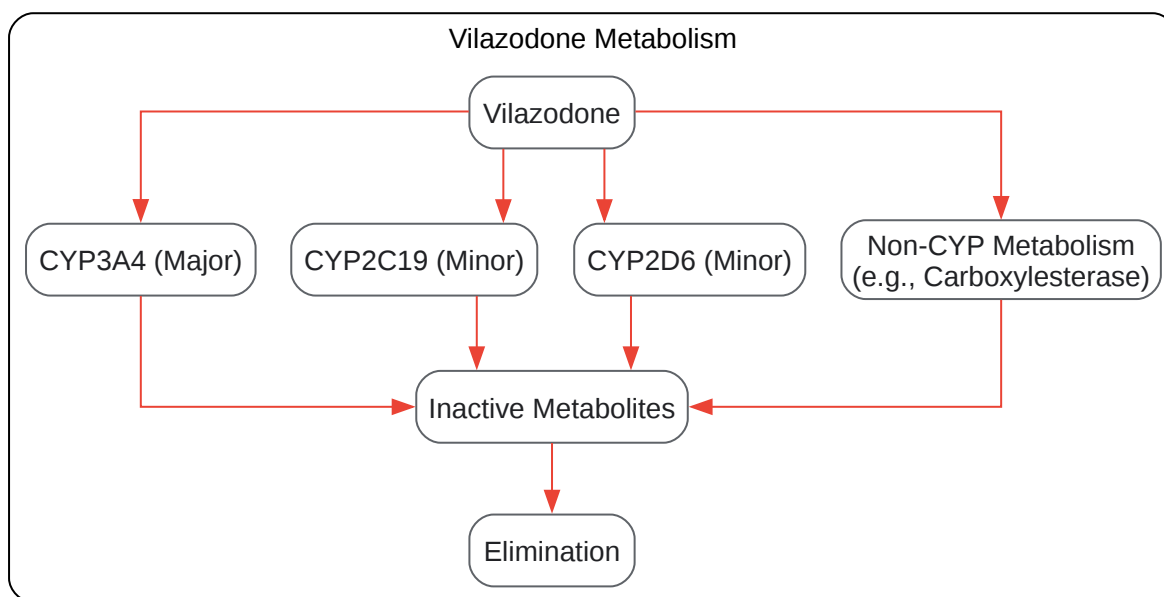 Vilazodone Metabolism
Vilazodone
CYP3A4 (Major)
CYP2C19 (Minor)
CYP2D6 (Minor)
Non-CYP Metabolism
(e.g., Carboxylesterase)
Inactive Metabolites
Elimination